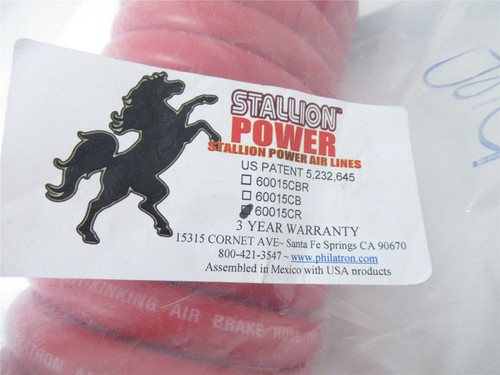 STALLION™
POWER
STALLION POWER AIR LINES
US PATENT 5,232,645
60015CBR
60015CB
60015CR
3 YEAR WARRANTY
15315 CORNET AVE~ Santa Fe Springs CA 90670
800-421-3547 ~ www.philatron.com
Assembled in Mexico with USA products
KINKING AIR BRAKE HOSE